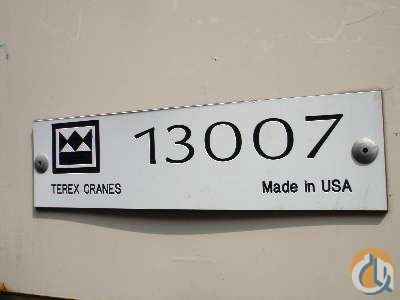 13007
TEREX CRANES
Made in USA